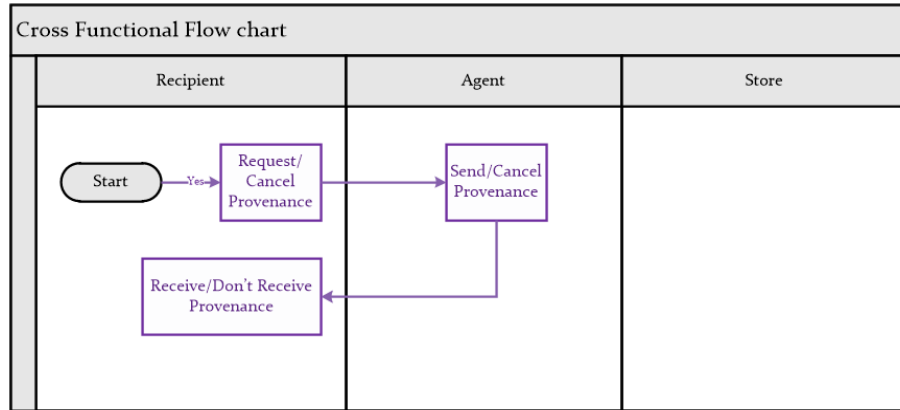 Cross Functional Flow chart
Recipient
Agent
Store
Start
Yes
Request/
Cancel
Provenance
Send/Cancel
Provenance
Receive/Don't Receive
Provenance